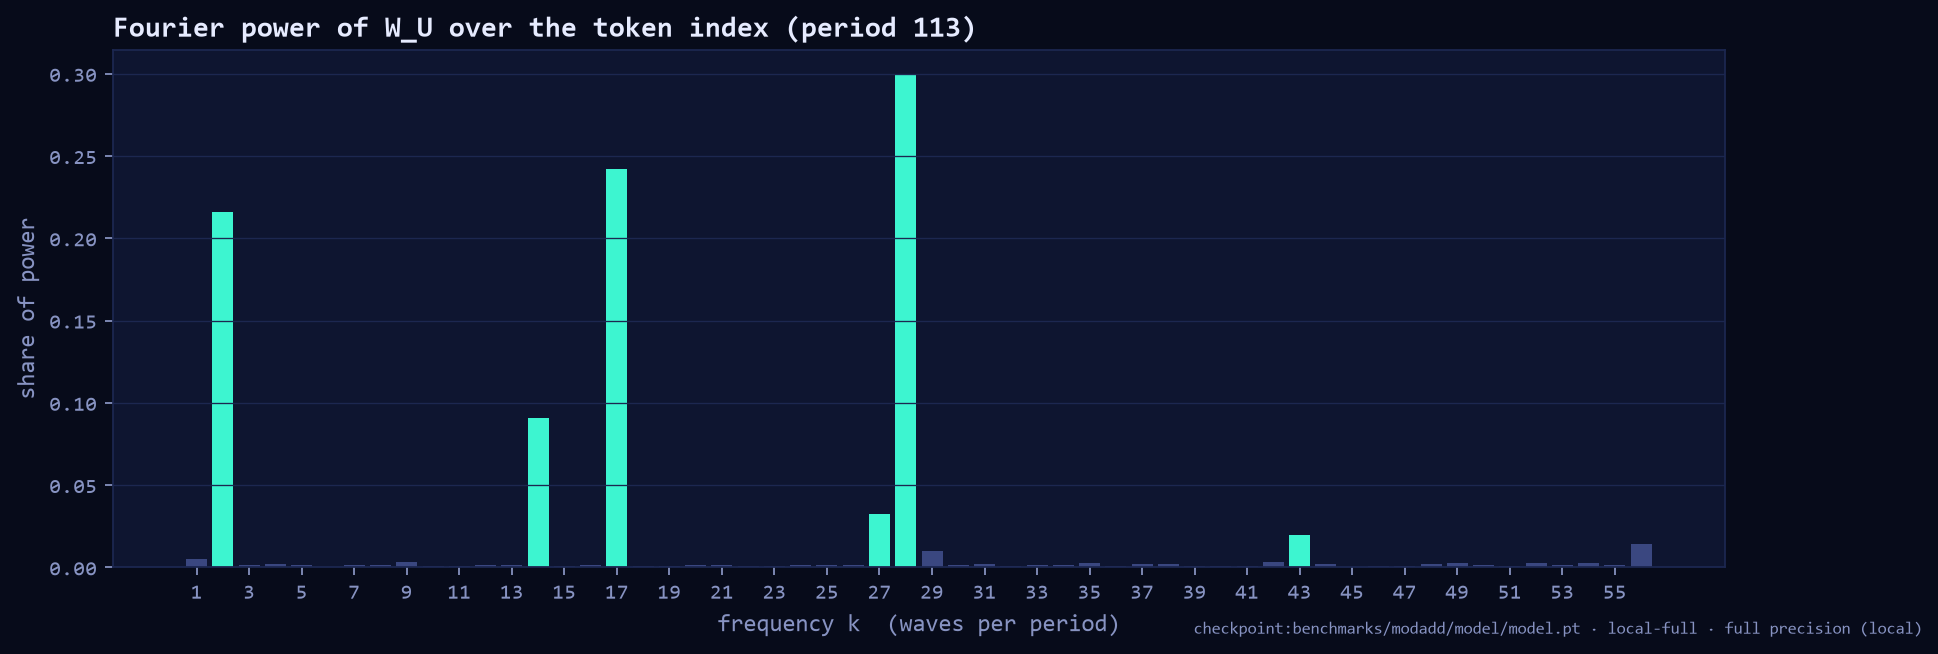 Fourier power of W_U over the token index (period 113)
0.30
0.25
0.20
0.15
0.10
0.05
0.00
share of power
1 3 5 7 9 11 13 15 17 19 21 23 25 27 29 31 33 35 37 39 41 43 45 47 49 51 53 55
frequency k (waves per period)
checkpoint:benchmarks/modadd/model/model.pt · local-full · full precision (local)